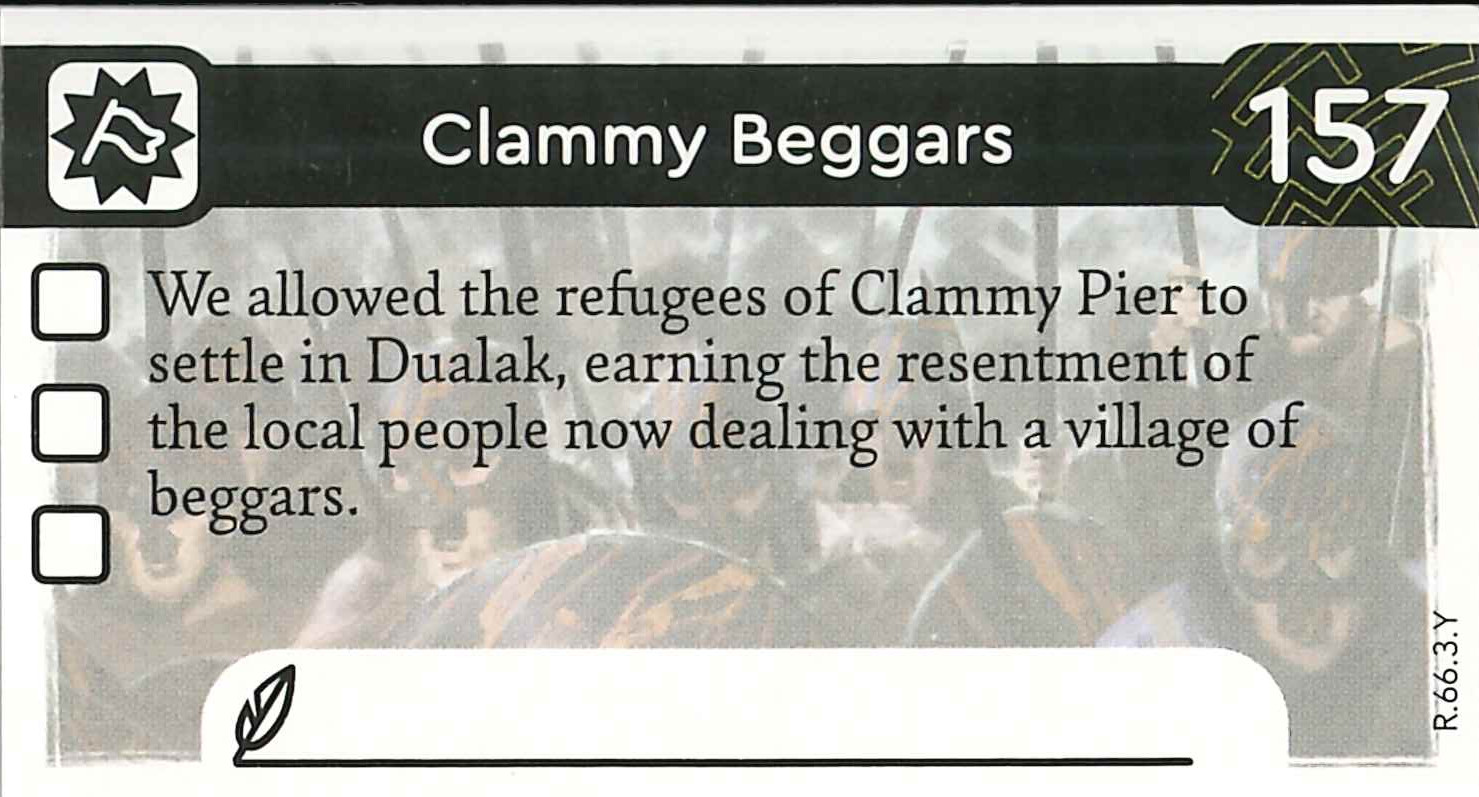 Clammy Beggars
157
We allowed the refugees of Clammy Pier to
settle in Dualak, earning the resentment of
the local people now dealing with a village of
beggars.
R.66.3.Y